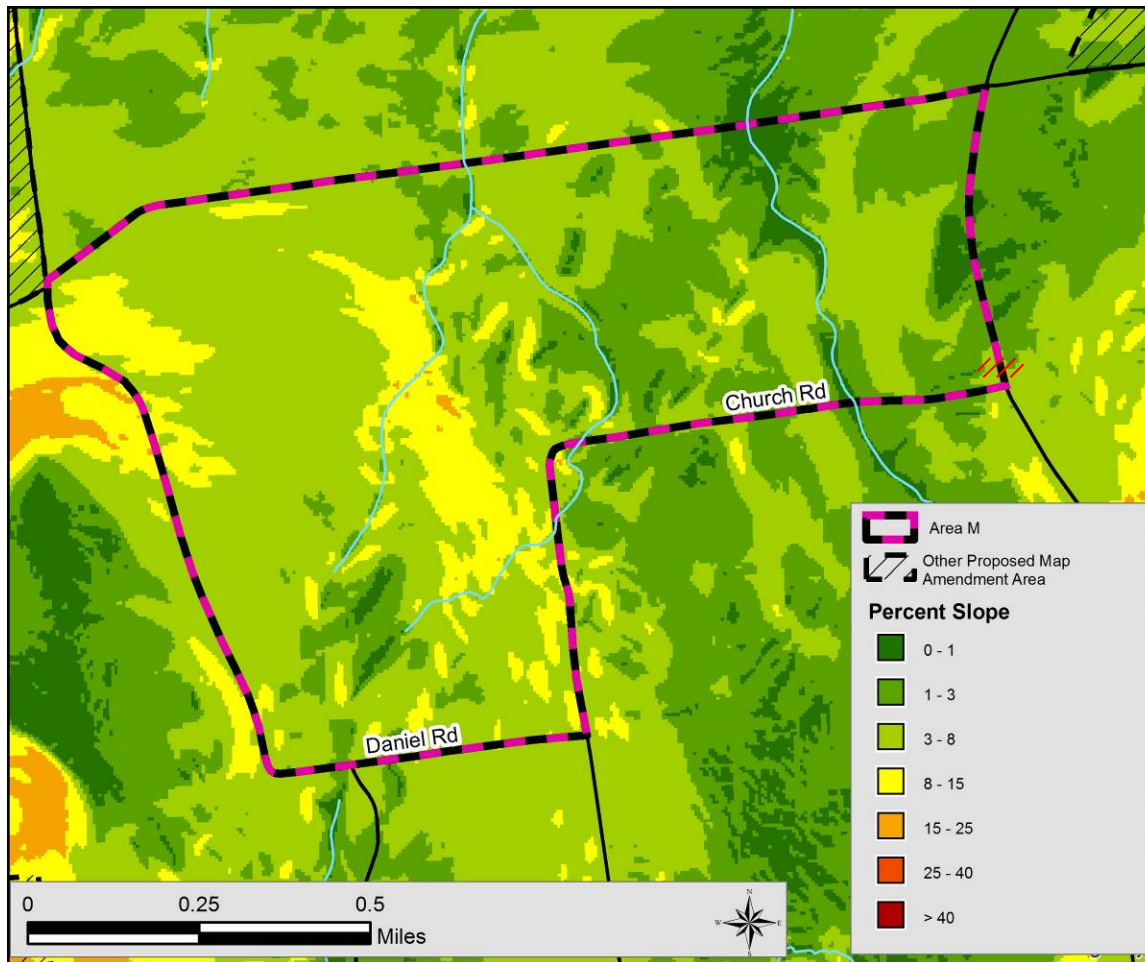 Church Rd
Daniel Rd
Area M
Other Proposed Map
Amendment Area
Percent Slope
0 - 1
1 - 3
3 - 8
8 - 15
15 - 25
25 - 40
> 40
0 0.25 0.5
Miles
N
W E
S